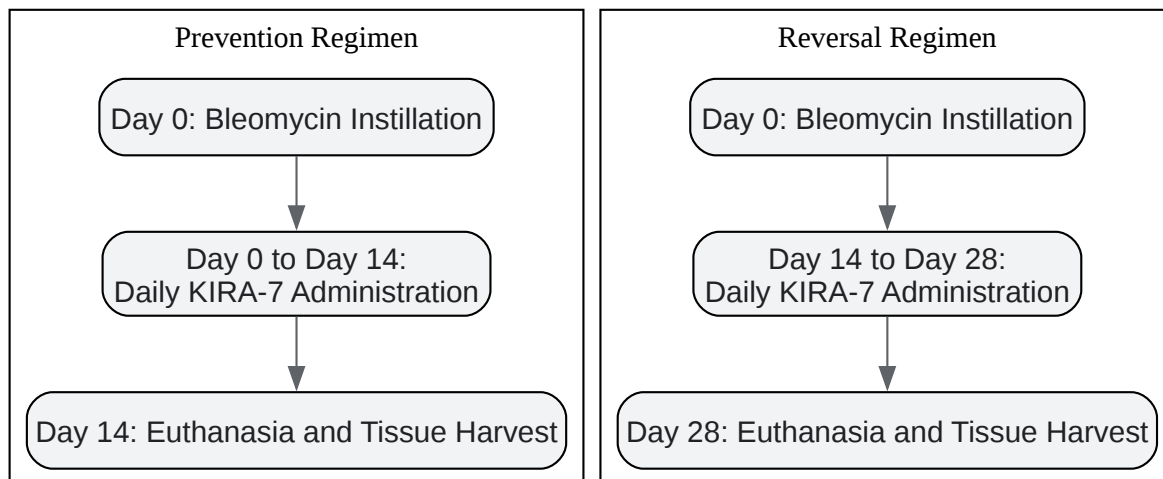 Prevention Regimen
Day 0: Bleomycin Instillation
Day 0 to Day 14:
Daily KIRA-7 Administration
Day 14: Euthanasia and Tissue Harvest
Reversal Regimen
Day 0: Bleomycin Instillation
Day 14 to Day 28:
Daily KIRA-7 Administration
Day 28: Euthanasia and Tissue Harvest